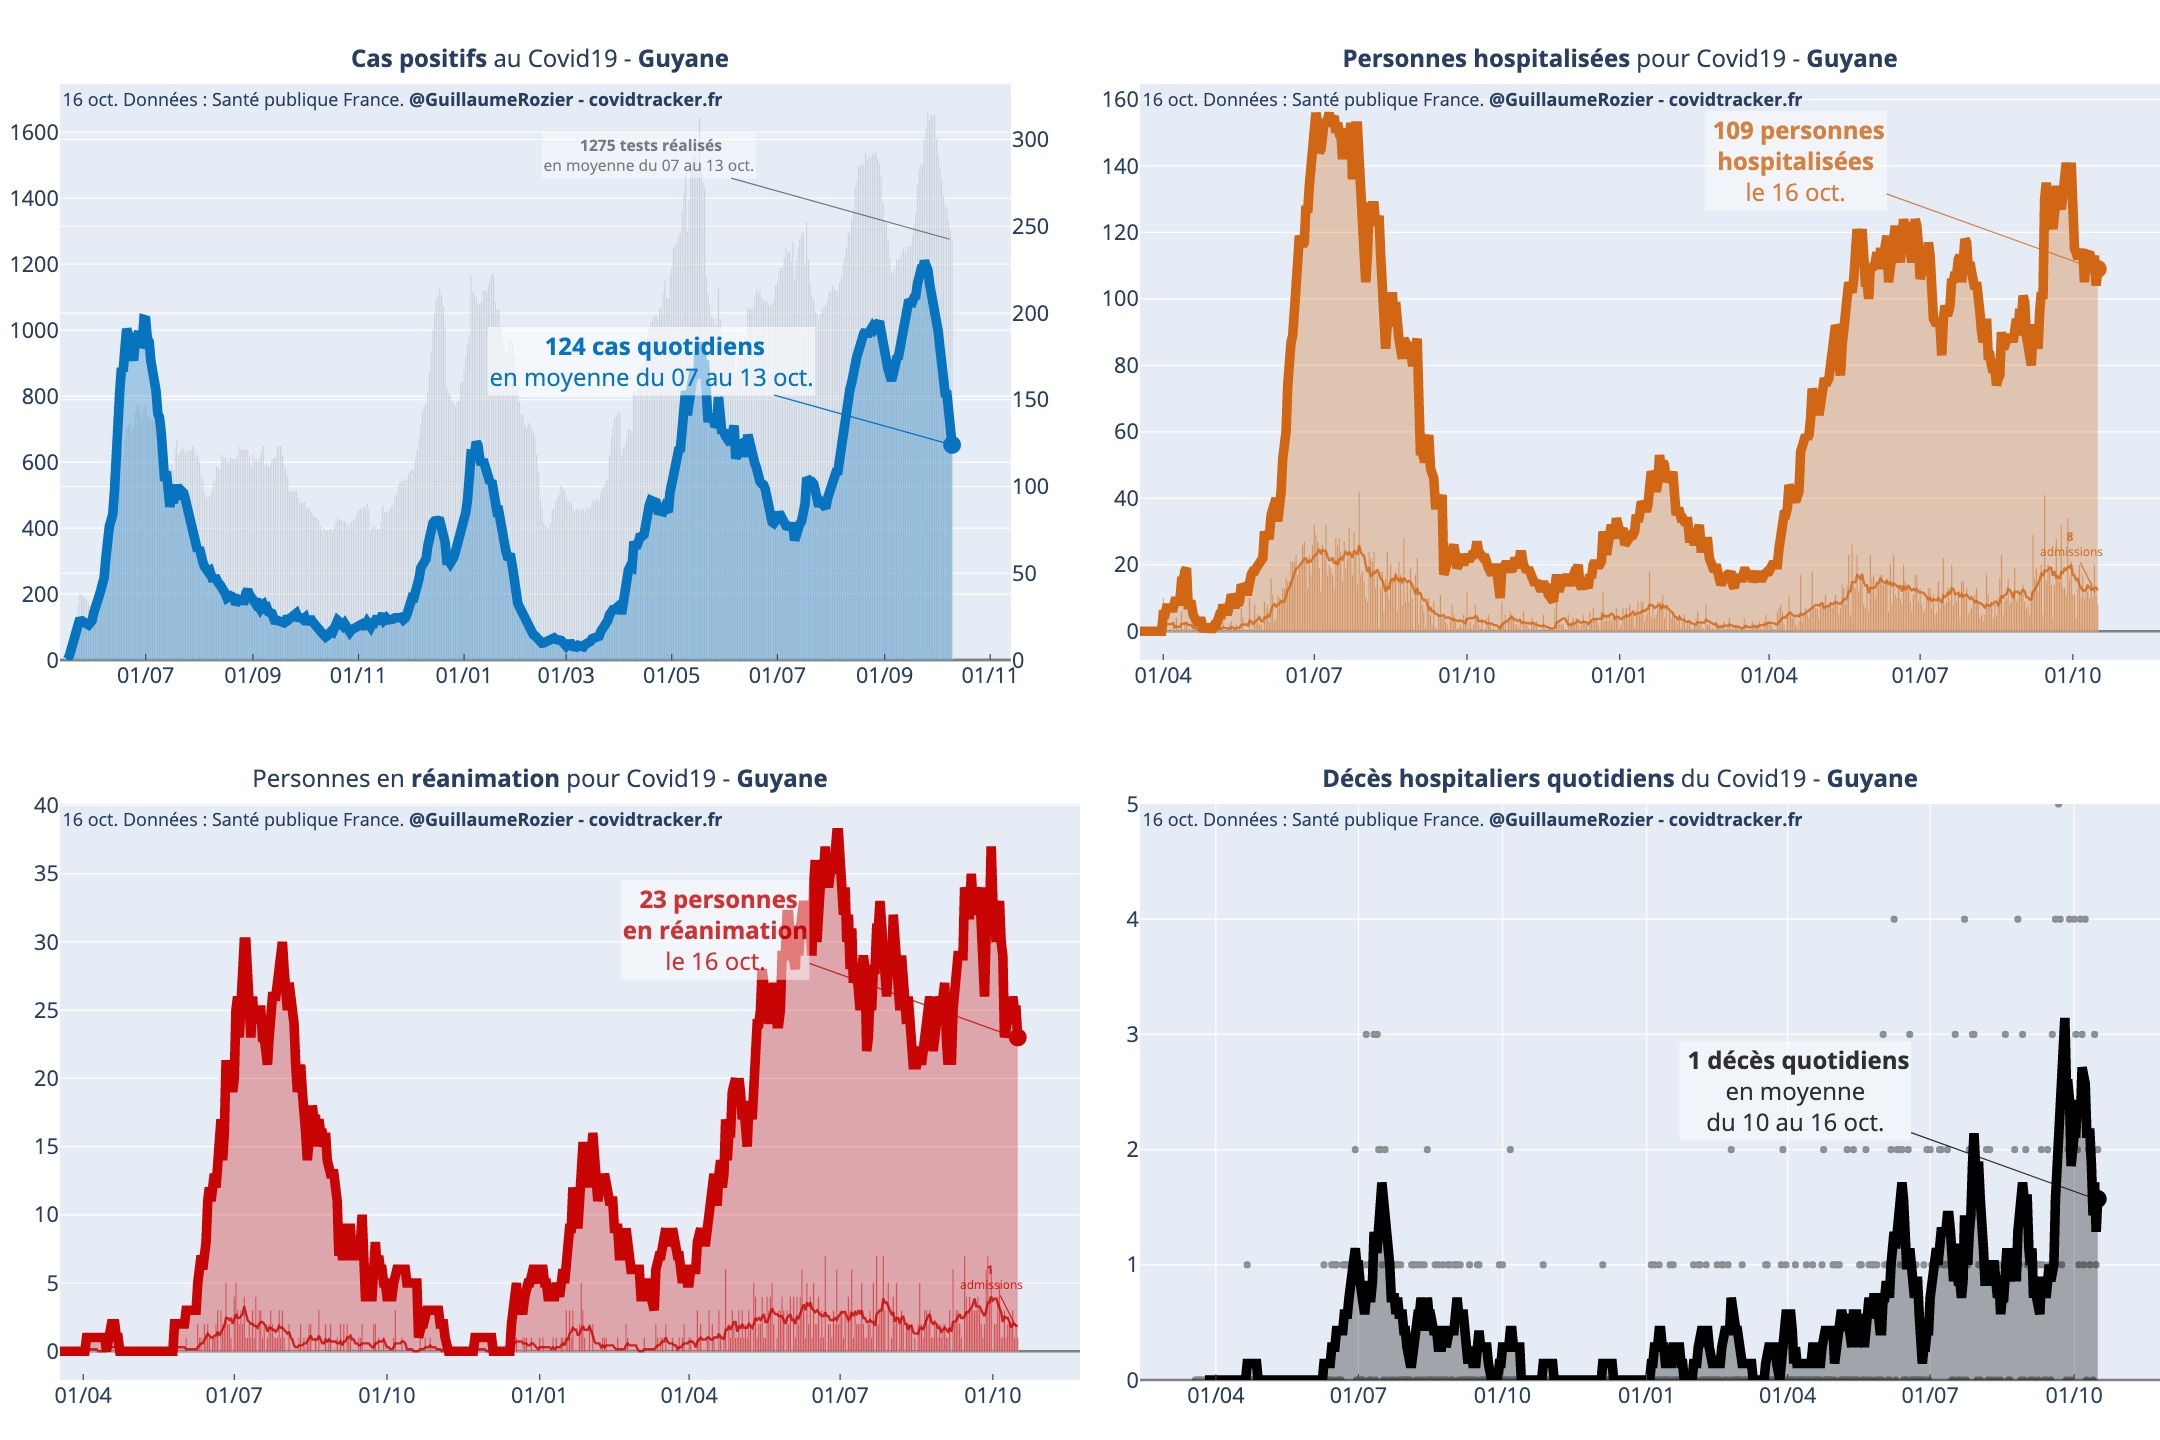 Cas positifs au Covid19 - Guyane
16 oct. Données : Santé publique France. @GuillaumeRozier - covidtracker.fr
1600
1400
1200
1000
800
600
400
200
0
300
250
200
150
100
50
0
1275 tests réalisés
en moyenne du 07 au 13 oct.
124 cas quotidiens
en moyenne du 07 au 13 oct.
01/07 01/09 01/11 01/01 01/03 01/05 01/07 01/09 01/11
Personnes hospitalisées pour Covid19 - Guyane
16 oct. Données : Santé publique France. @GuillaumeRozier - covidtracker.fr
160
140
120
100
80
60
40
20
0
109 personnes
hospitalisées
le 16 oct.
8
admissions
01/04 01/07 01/10 01/01 01/04 01/07 01/10
Personnes en réanimation pour Covid19 - Guyane
16 oct. Données : Santé publique France. @GuillaumeRozier - covidtracker.fr
40
35
30
25
20
15
10
5
0
23 personnes
en réanimation
le 16 oct.
1
admissions
01/04 01/07 01/10 01/01 01/04 01/07 01/10
Décès hospitaliers quotidiens du Covid19 - Guyane
16 oct. Données : Santé publique France. @GuillaumeRozier - covidtracker.fr
5
4
3
2
1
0
1 décès quotidiens
en moyenne
du 10 au 16 oct.
01/04 01/07 01/10 01/01 01/04 01/07 01/10